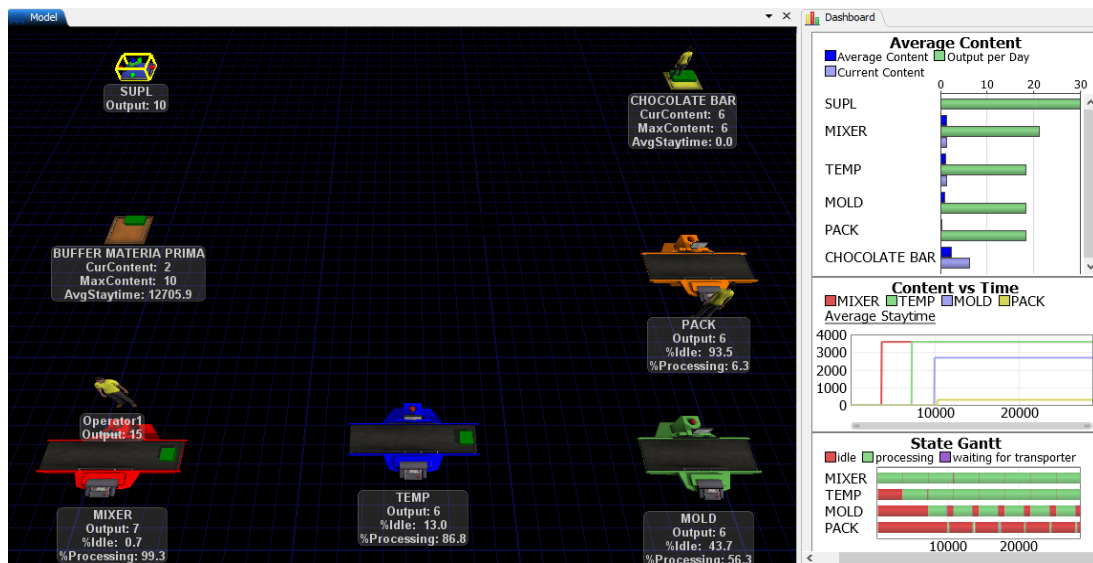 Model
SUPL
Output: 10
CHOCOLATE BAR
CurContent: 6
MaxContent: 6
AvgStaytime: 0.0
BUFFER MATERIA PRIMA
CurContent: 2
MaxContent: 10
AvgStaytime: 12705.9
PACK
Output: 6
%Idle: 93.5
%Processing: 6.3
Operator1
Output: 15
MIXER
Output: 7
%Idle: 0.7
%Processing: 99.3
TEMP
Output: 6
%Idle: 13.0
%Processing: 86.8
MOLD
Output: 6
%Idle: 43.7
%Processing: 56.3
Dashboard
Average Content
Average Content Output per Day
Current Content
0 10 20 30
SUPL
MIXER
TEMP
MOLD
PACK
CHOCOLATE BAR
Content vs Time
MIXER TEMP MOLD PACK
Average Staytime
4000
3000
2000
1000
0
10000 20000
State Gantt
idle processing waiting for transporter
MIXER
TEMP
MOLD
PACK
10000 20000